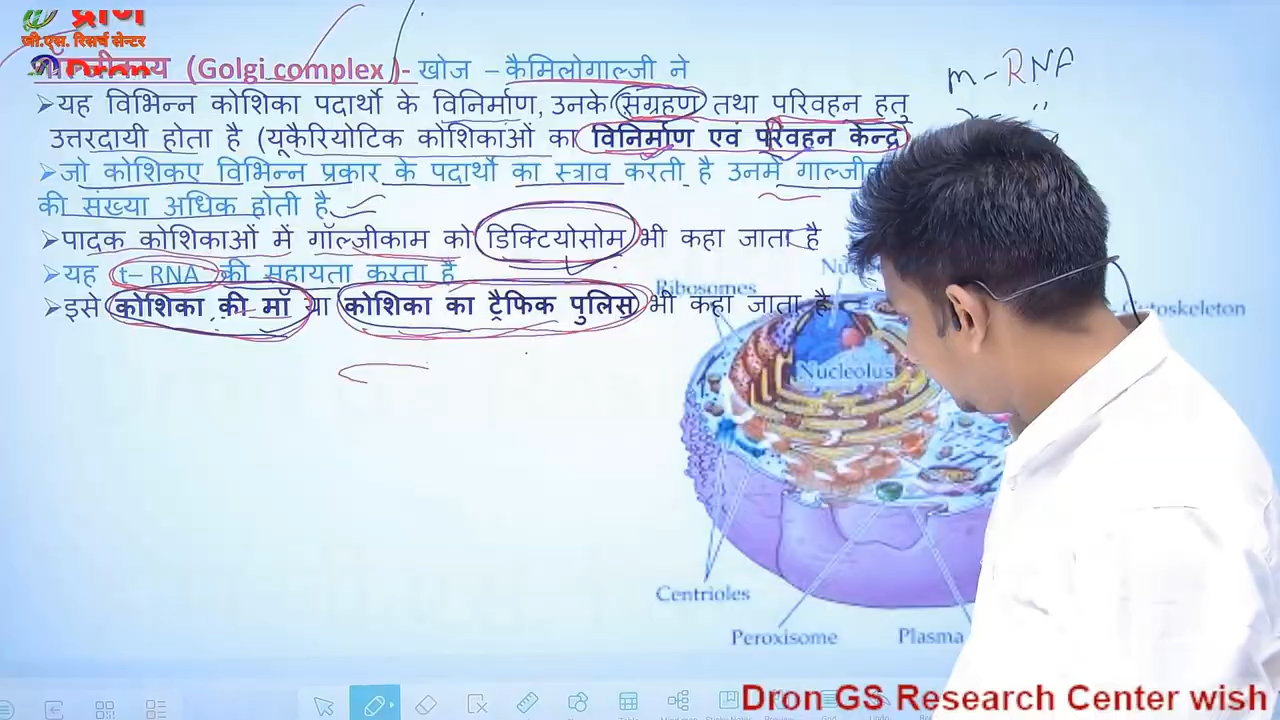 द्रोण
जी.एस. रिसर्च सेन्टर
Dron
(Golgi complex )- खोज – कैमिलोगाल्जी ने
➤यह विभिन्न कोशिका पदार्थो के विनिर्माण, उनके संग्रहण तथा परिवहन हतु
उत्तरदायी होता है (यूकैरियोटिक कोशिकांओं का विनिर्माण एवं परिवहन केन्द्र
➤जो कोशिकए विभिन्न प्रकार के पदार्थो का स्त्राव करती है उनमें
की संख्या अधिक होती है
➤पादक कोशिकाओं में गॉल्जीकाम को डिक्टियोसोम भी कहा जाता है
➤यह t– RNA की सहायता करता है
➤इसे कोशिका की मॉ या कोशिका का ट्रैफिक पुलिस भी कहा जाता है
m-RNA
Ribosomes
Nucleolus
Centrioles
Peroxisome
Plasma
Dron GS Research Center wish